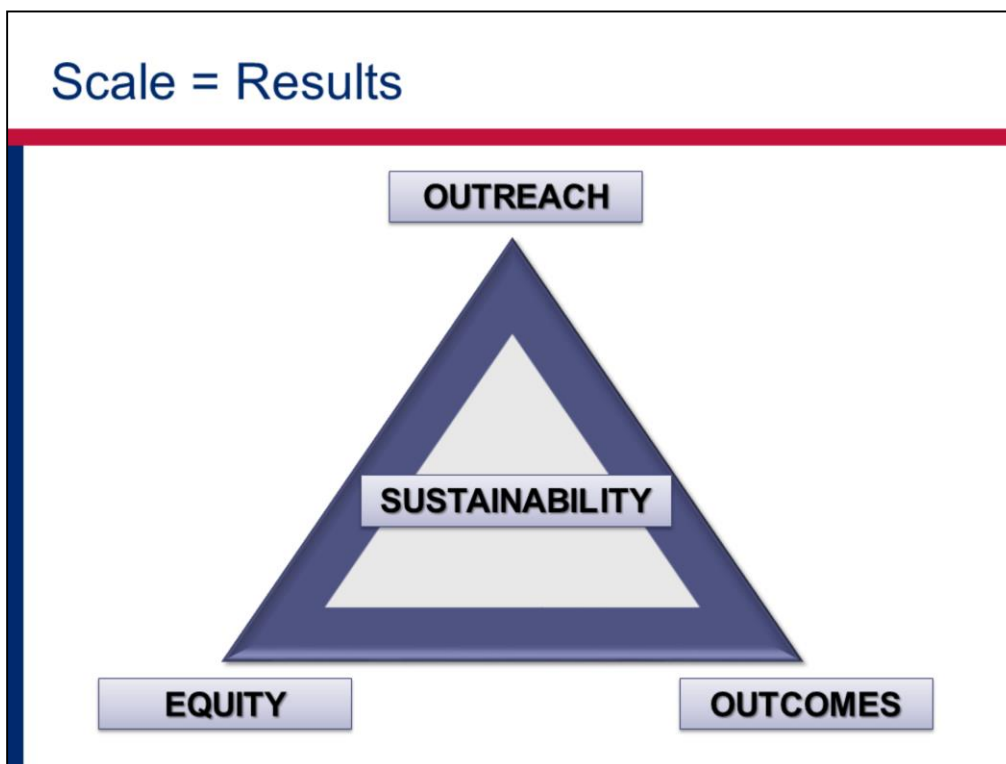 Scale = Results
OUTREACH
SUSTAINABILITY
EQUITY
OUTCOMES